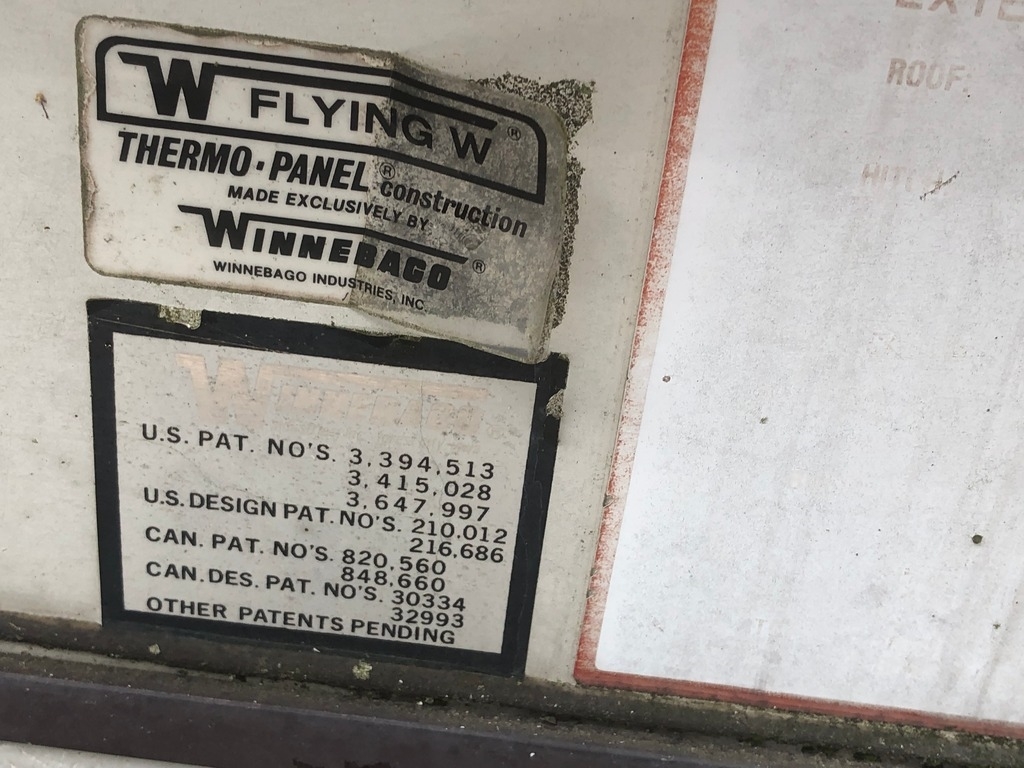 W FLYING W®
THERMO·PANEL® construction
MADE EXCLUSIVELY BY
WINNEBAGO®
WINNEBAGO INDUSTRIES, INC.
U.S. PAT. NO'S. 3,394,513
3,415,028
3,647,997
U.S. DESIGN PAT. NO'S. 210.012
216.686
CAN. PAT. NO'S. 820,560
848,660
CAN. DES. PAT. NO'S. 30334
32993
OTHER PATENTS PENDING
ROOF: